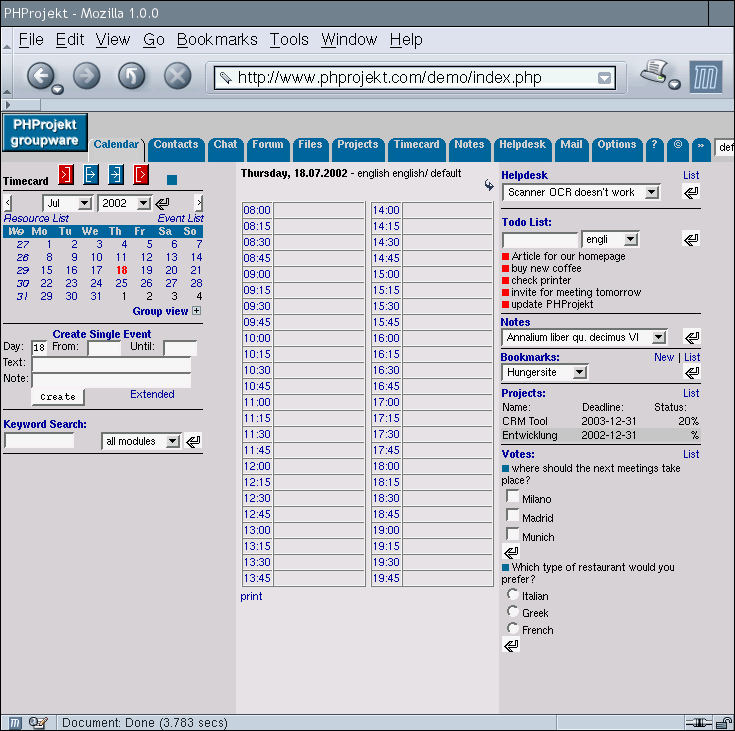 PHProjekt - Mozilla 1.0.0
File Edit View Go Bookmarks Tools Window Help
http://www.phprojekt.com/demo/index.php
PHProjekt
groupware
Calendar Contacts Chat Forum Files Projects Timecard Notes Helpdesk Mail Options ? © » def
Timecard
< Jul 2002 >
Resource List Event List
Wo Mo Tu We Th Fr Sa So
27 1 2 3 4 5 6 7
28 8 9 10 11 12 13 14
29 15 16 17 18 19 20 21
30 22 23 24 25 26 27 28
31 29 30 31 1 2 3 4
Group view
Create Single Event
Day: 18 From: Until:
Text:
Note:
Create Extended
Keyword Search:
all modules
Thursday, 18.07.2002 - english english/ default
08:00 14:00
08:15 14:15
08:30 14:30
08:45 14:45
09:00 15:00
09:15 15:15
09:30 15:30
09:45 15:45
10:00 16:00
10:15 16:15
10:30 16:30
10:45 16:45
11:00 17:00
11:15 17:15
11:30 17:30
11:45 17:45
12:00 18:00
12:15 18:15
12:30 18:30
12:45 18:45
13:00 19:00
13:15 19:15
13:30 19:30
13:45 19:45
print
Helpdesk List
Scanner OCR doesn't work
Todo List:
engli
Article for our homepage
buy new coffee
check printer
invite for meeting tomorrow
update PHProjekt
Notes
Annalium liber qu. decimus VI
Bookmarks: New | List
Hungersite
Projects: List
Name: Deadline: Status:
CRM Tool 2003-12-31 20%
Entwicklung 2002-12-31 %
Votes: List
where should the next meetings take
place?
Milano
Madrid
Munich
Which type of restaurant would you
prefer?
Italian
Greek
French
Document: Done (3.783 secs)